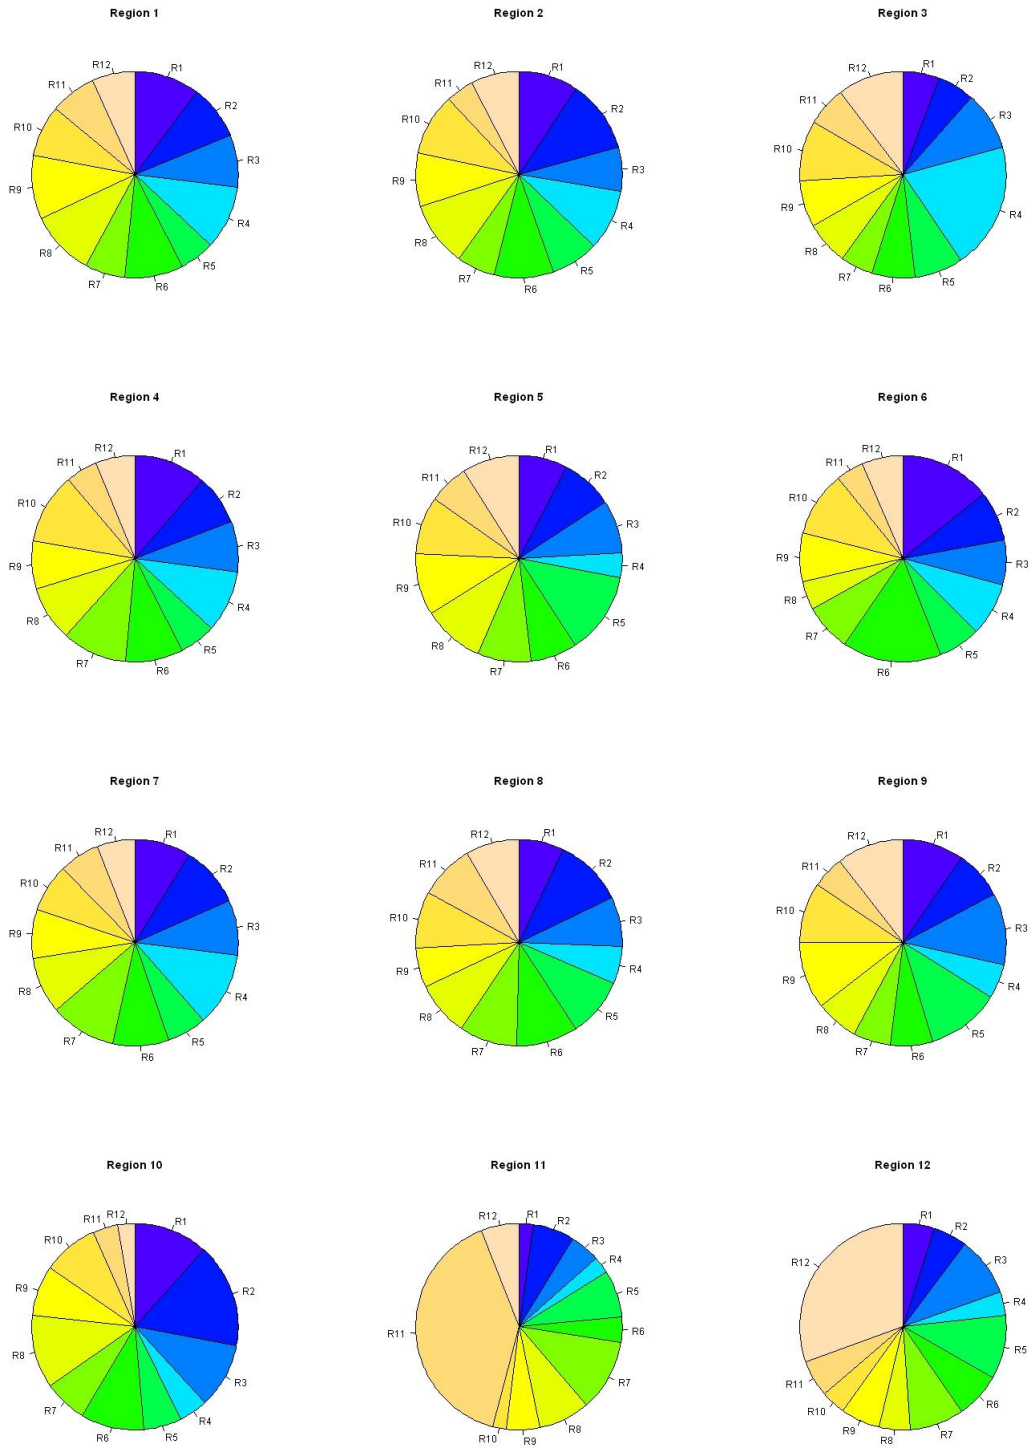 Region 1
R1
R2
R3
R4
R5
R6
R7
R8
R9
R10
R11
R12
Region 2
R1
R2
R3
R4
R5
R6
R7
R8
R9
R10
R11
R12
Region 3
R1
R2
R3
R4
R5
R6
R7
R8
R9
R10
R11
R12
Region 4
R1
R2
R3
R4
R5
R6
R7
R8
R9
R10
R11
R12
Region 5
R1
R2
R3
R4
R5
R6
R7
R8
R9
R10
R11
R12
Region 6
R1
R2
R3
R4
R5
R6
R7
R8
R9
R10
R11
R12
Region 7
R1
R2
R3
R4
R5
R6
R7
R8
R9
R10
R11
R12
Region 8
R1
R2
R3
R4
R5
R6
R7
R8
R9
R10
R11
R12
Region 9
R1
R2
R3
R4
R5
R6
R7
R8
R9
R10
R11
R12
Region 10
R1
R2
R3
R4
R5
R6
R7
R8
R9
R10
R11
R12
Region 11
R1
R2
R3
R4
R5
R6
R7
R8
R9
R10
R11
R12
Region 12
R1
R2
R3
R4
R5
R6
R7
R8
R9
R10
R11
R12